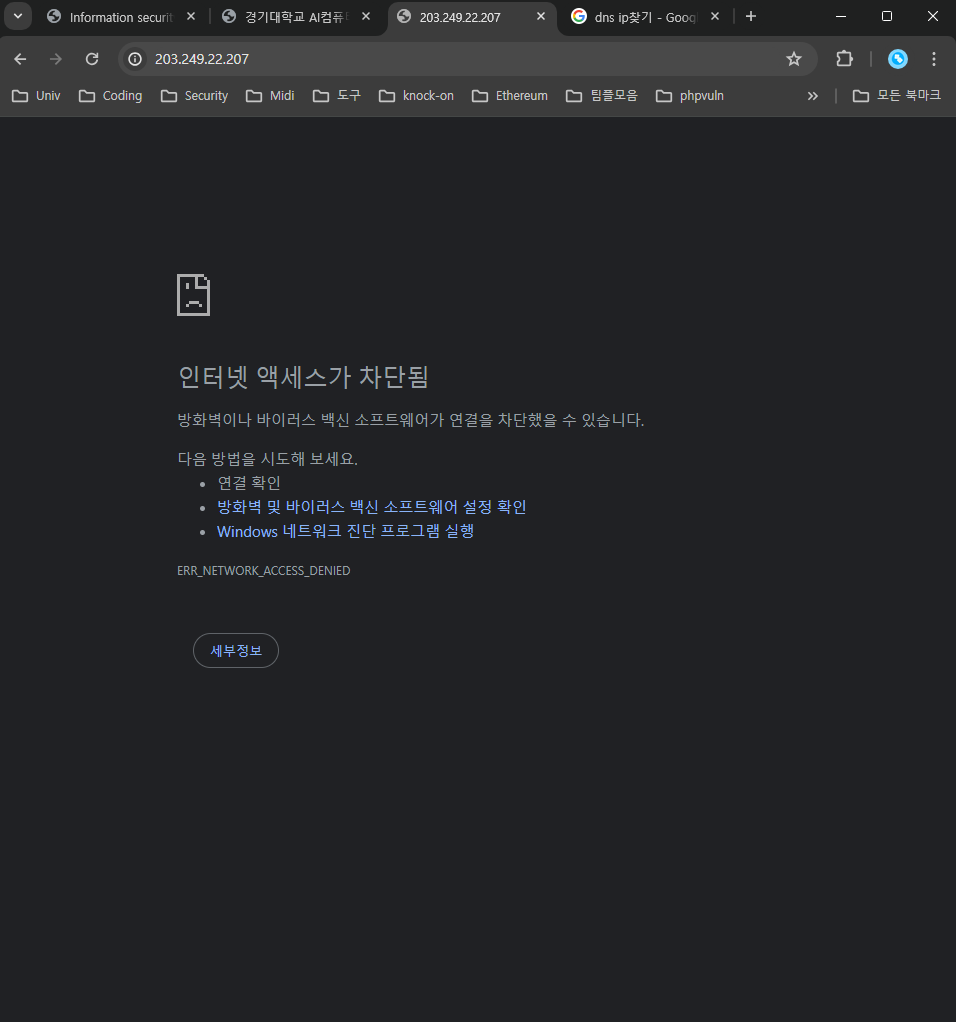 Information securit
경기대학교 AI컴퓨터
203.249.22.207
dns ip찾기 - Goog
203.249.22.207
Univ Coding Security Midi 도구 knock-on Ethereum 팀플모음 phpvuln » 모든 북마크
인터넷 액세스가 차단됨
방화벽이나 바이러스 백신 소프트웨어가 연결을 차단했을 수 있습니다.
다음 방법을 시도해 보세요.
• 연결 확인
• 방화벽 및 바이러스 백신 소프트웨어 설정 확인
• Windows 네트워크 진단 프로그램 실행
ERR_NETWORK_ACCESS_DENIED
세부정보